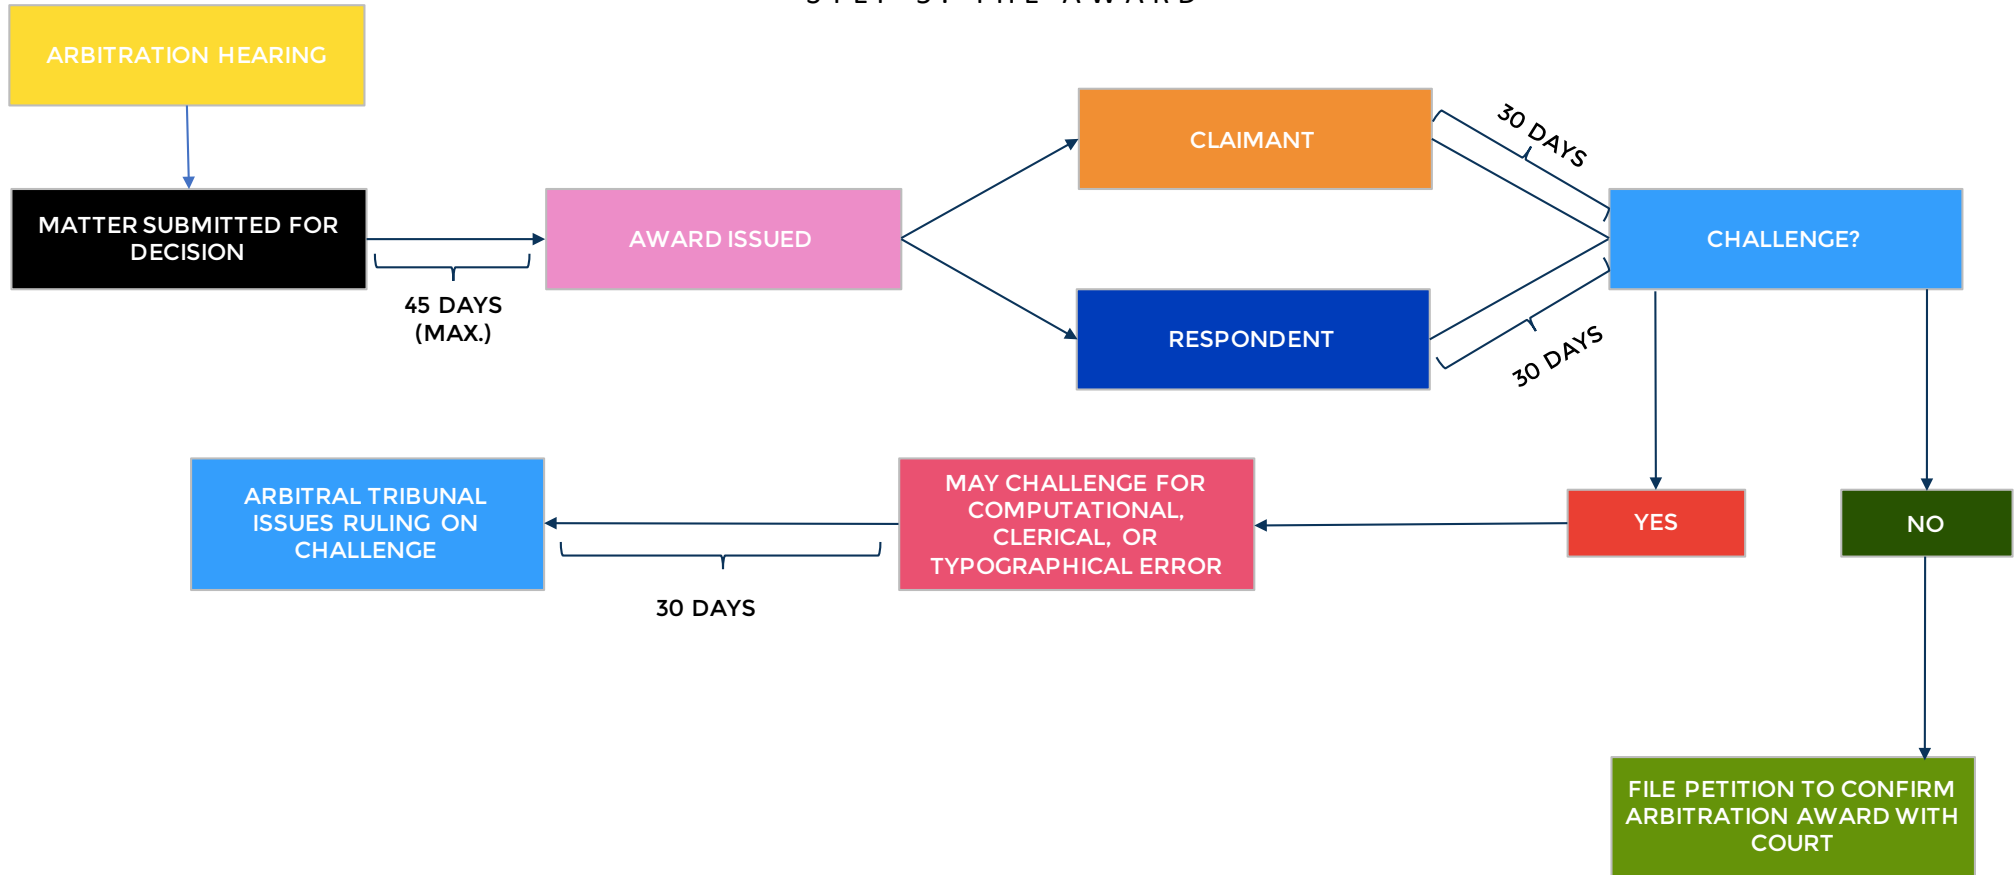 ARBITRATION HEARING
CLAIMANT
30 DAYS
MATTER SUBMITTED FOR
DECISION
AWARD ISSUED
CHALLENGE?
45 DAYS
(MAX.)
RESPONDENT
30 DAYS
ARBITRAL TRIBUNAL
ISSUES RULING ON
CHALLENGE
MAY CHALLENGE FOR
COMPUTATIONAL,
CLERICAL, OR
TYPOGRAPHICAL ERROR
YES
NO
30 DAYS
FILE PETITION TO CONFIRM
ARBITRATION AWARD WITH
COURT